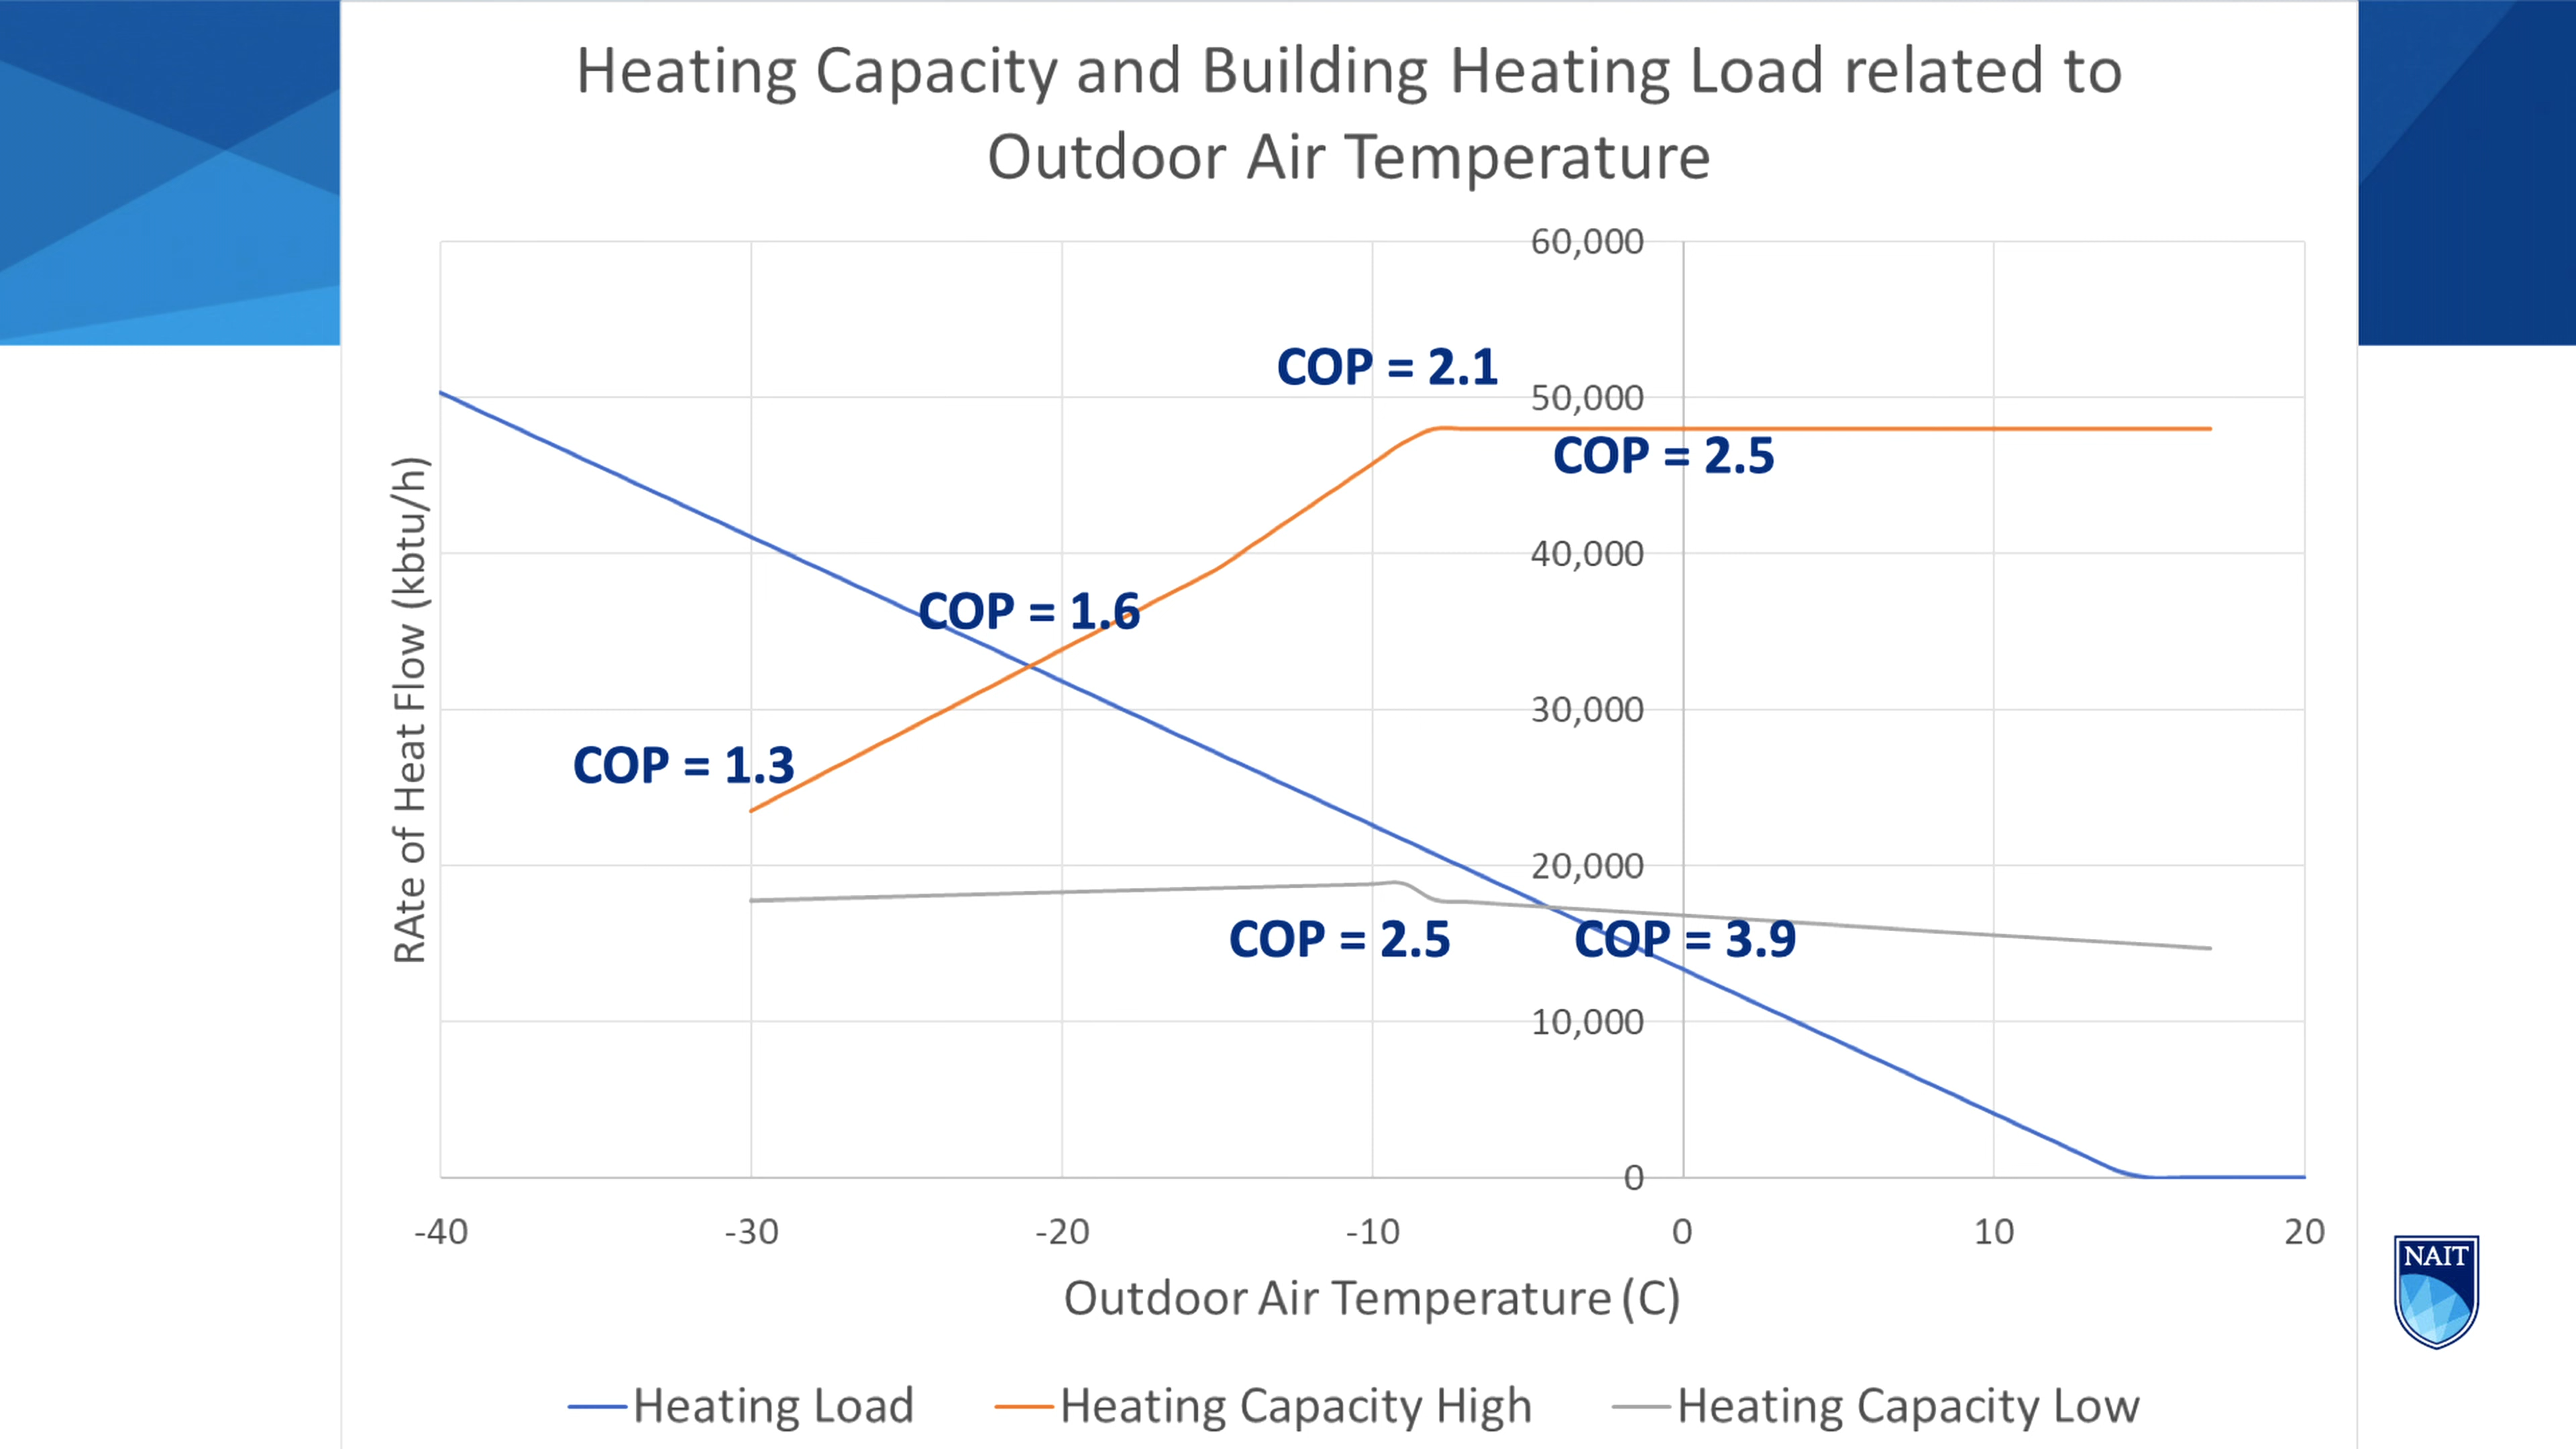 Heating Capacity and Building Heating Load related to
Outdoor Air Temperature
RAte of Heat Flow (kbtu/h)
60,000
COP = 2.1
50,000
COP = 2.5
40,000
COP = 1.6
30,000
COP = 1.3
20,000
COP = 2.5
COP = 3.9
10,000
0
-40
-30
-20
-10
0
10
20
Outdoor Air Temperature (C)
NAIT
Heating Load
Heating Capacity High
Heating Capacity Low